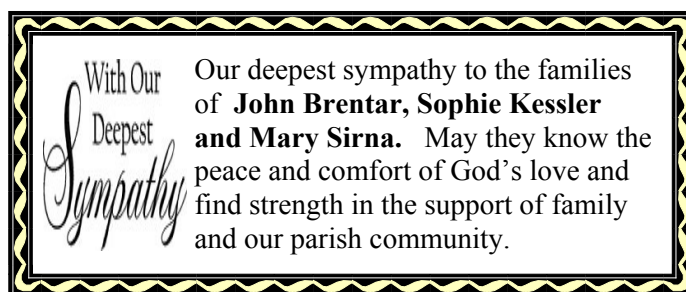 With Our
Deepest
Sympathy
Our deepest sympathy to the families
of John Brentar, Sophie Kessler
and Mary Sirna. May they know the
peace and comfort of God’s love and
find strength in the support of family
and our parish community.